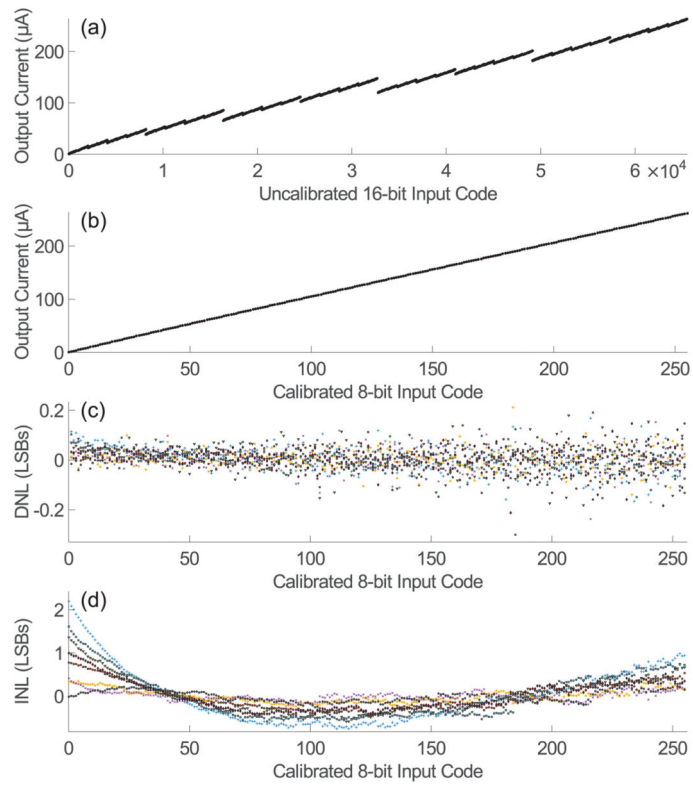 (a)
Output Current (µA)
200
100
0
0 1 2 3 4 5 6 ×10⁴
Uncalibrated 16-bit Input Code
(b)
Output Current (µA)
200
100
0
0 50 100 150 200 250
Calibrated 8-bit Input Code
(c)
DNL (LSBs)
0.2
0
-0.2
0 50 100 150 200 250
Calibrated 8-bit Input Code
(d)
INL (LSBs)
2
1
0
0 50 100 150 200 250
Calibrated 8-bit Input Code